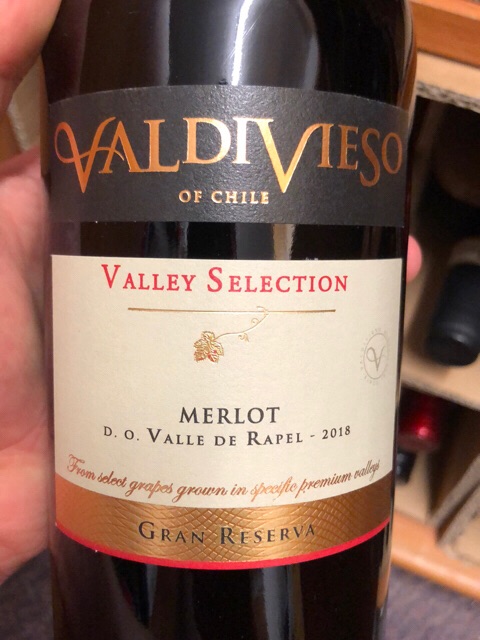 VALDIVIESO
OF CHILE
VALLEY SELECTION
MERLOT
D. O. VALLE DE RAPEL - 2018
From select grapes grown in specific premium valleys
GRAN RESERVA